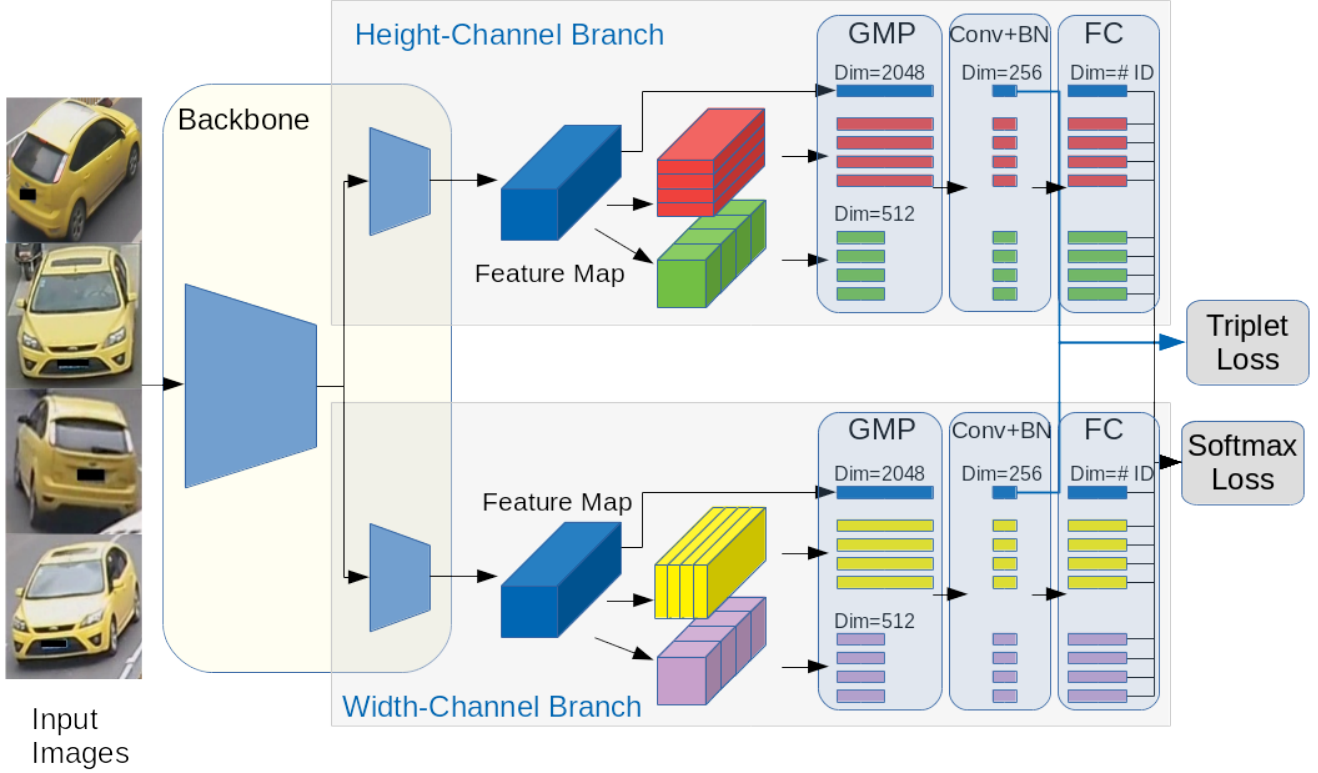 Height-Channel Branch
GMP
Conv+BN
FC
Dim=2048
Dim=256
Dim=# ID
Backbone
Dim=512
Feature Map
Triplet
Loss
GMP
Conv+BN
FC
Softmax
Loss
Dim=2048
Dim=256
Dim=# ID
Feature Map
Dim=512
Width-Channel Branch
Input
Images